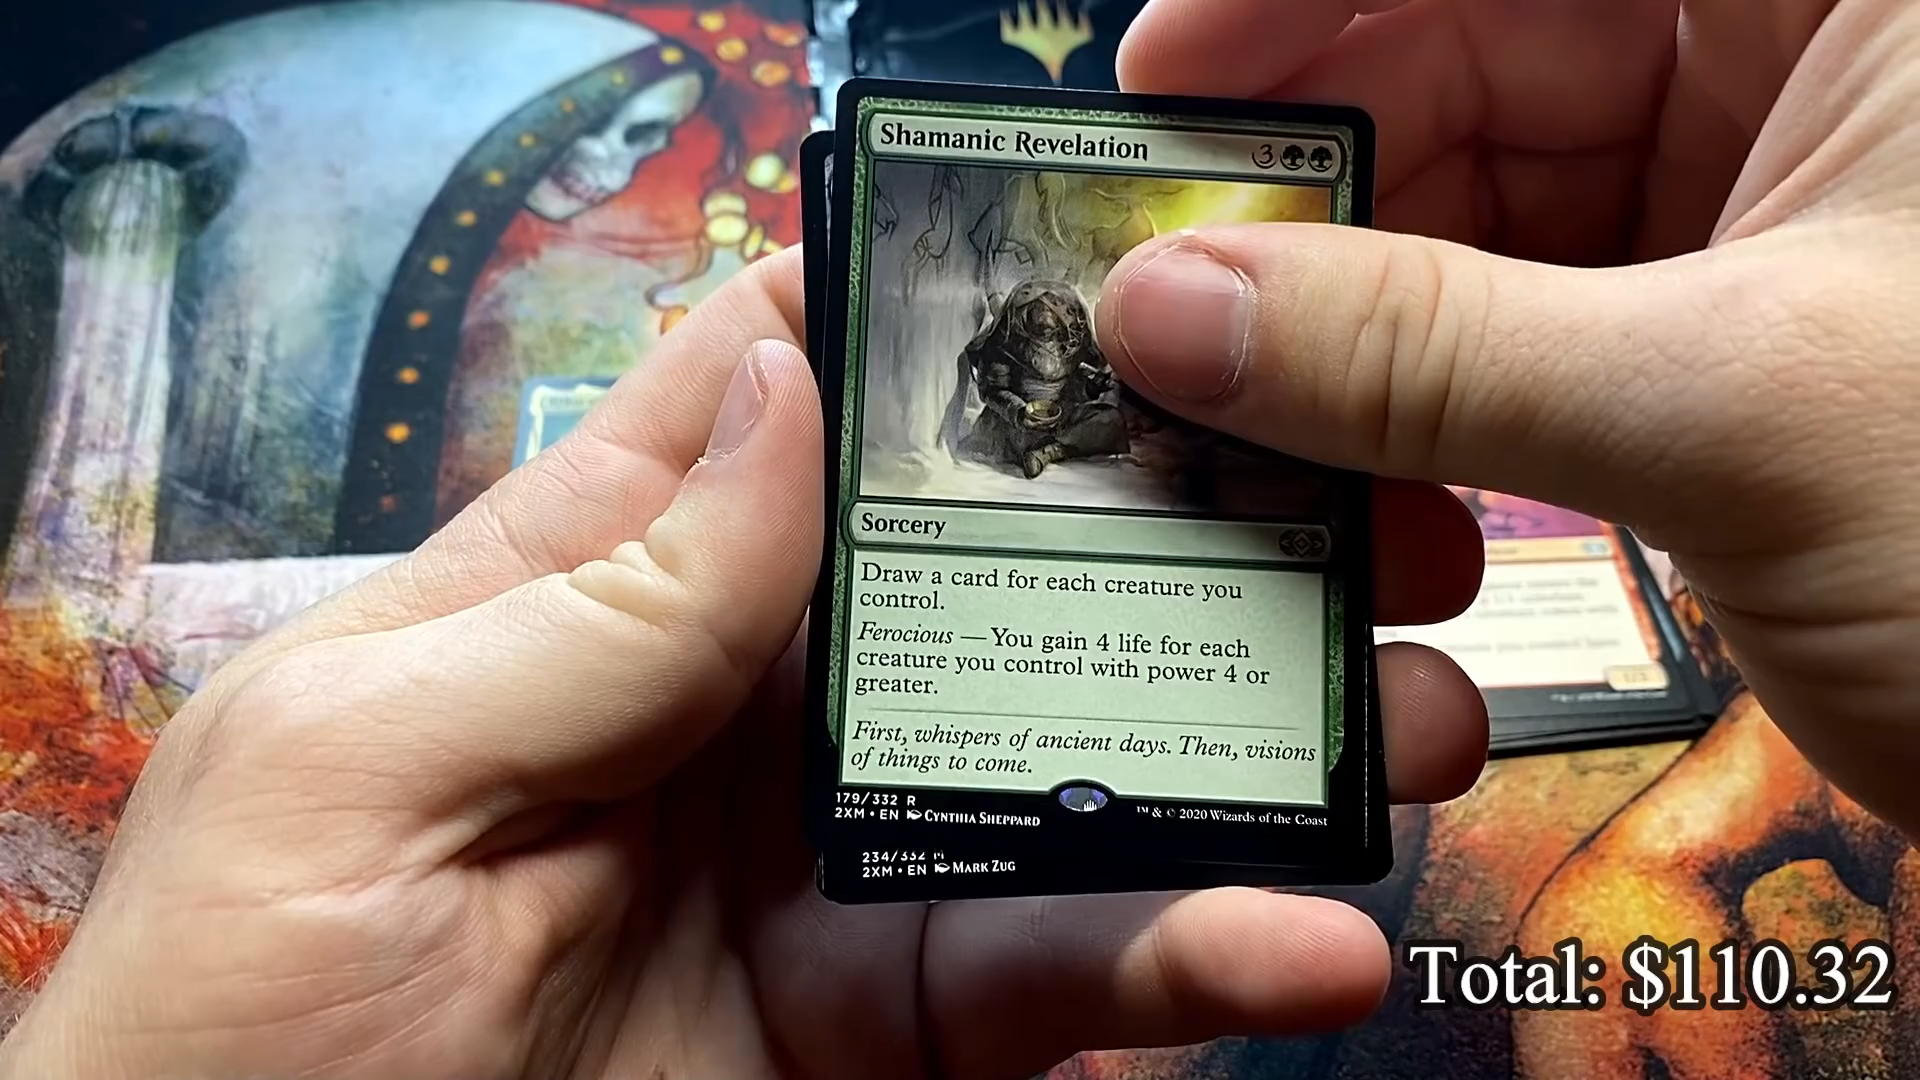 Shamanic Revelation
3
Sorcery
Draw a card for each creature you
control.
Ferocious — You gain 4 life for each
creature you control with power 4 or
greater.
First, whispers of ancient days. Then, visions
of things to come.
179/332 R
2XM • EN Cynthia Sheppard
™ & © 2020 Wizards of the Coast
234/332 M
2XM • EN Mark Zug
Total: $110.32